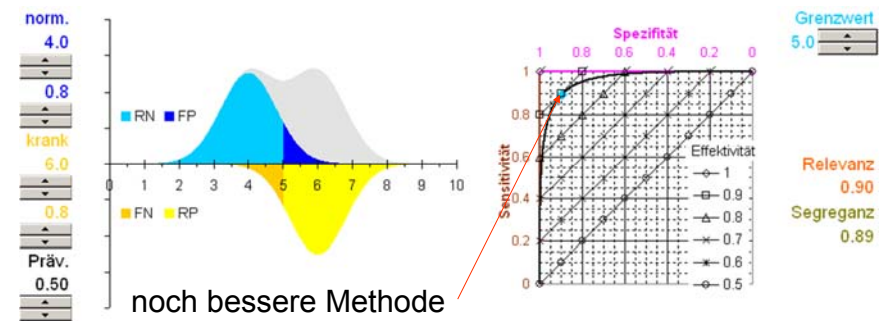 norm.
4.0
0.8
krank
6.0
0.8
Präv.
0.50
RN FP
0 1 2 3 4 5 6 7 8 9 10
FN RP
noch bessere Methode
Spezifität
1 0.8 0.6 0.4 0.2 0
Sensitivität
1
0.8
0.6
0.4
0.2
0
Effektivität
1
0.9
0.8
0.7
0.6
0.5
Grenzwert
5.0
Relevanz
0.90
Segreganz
0.89